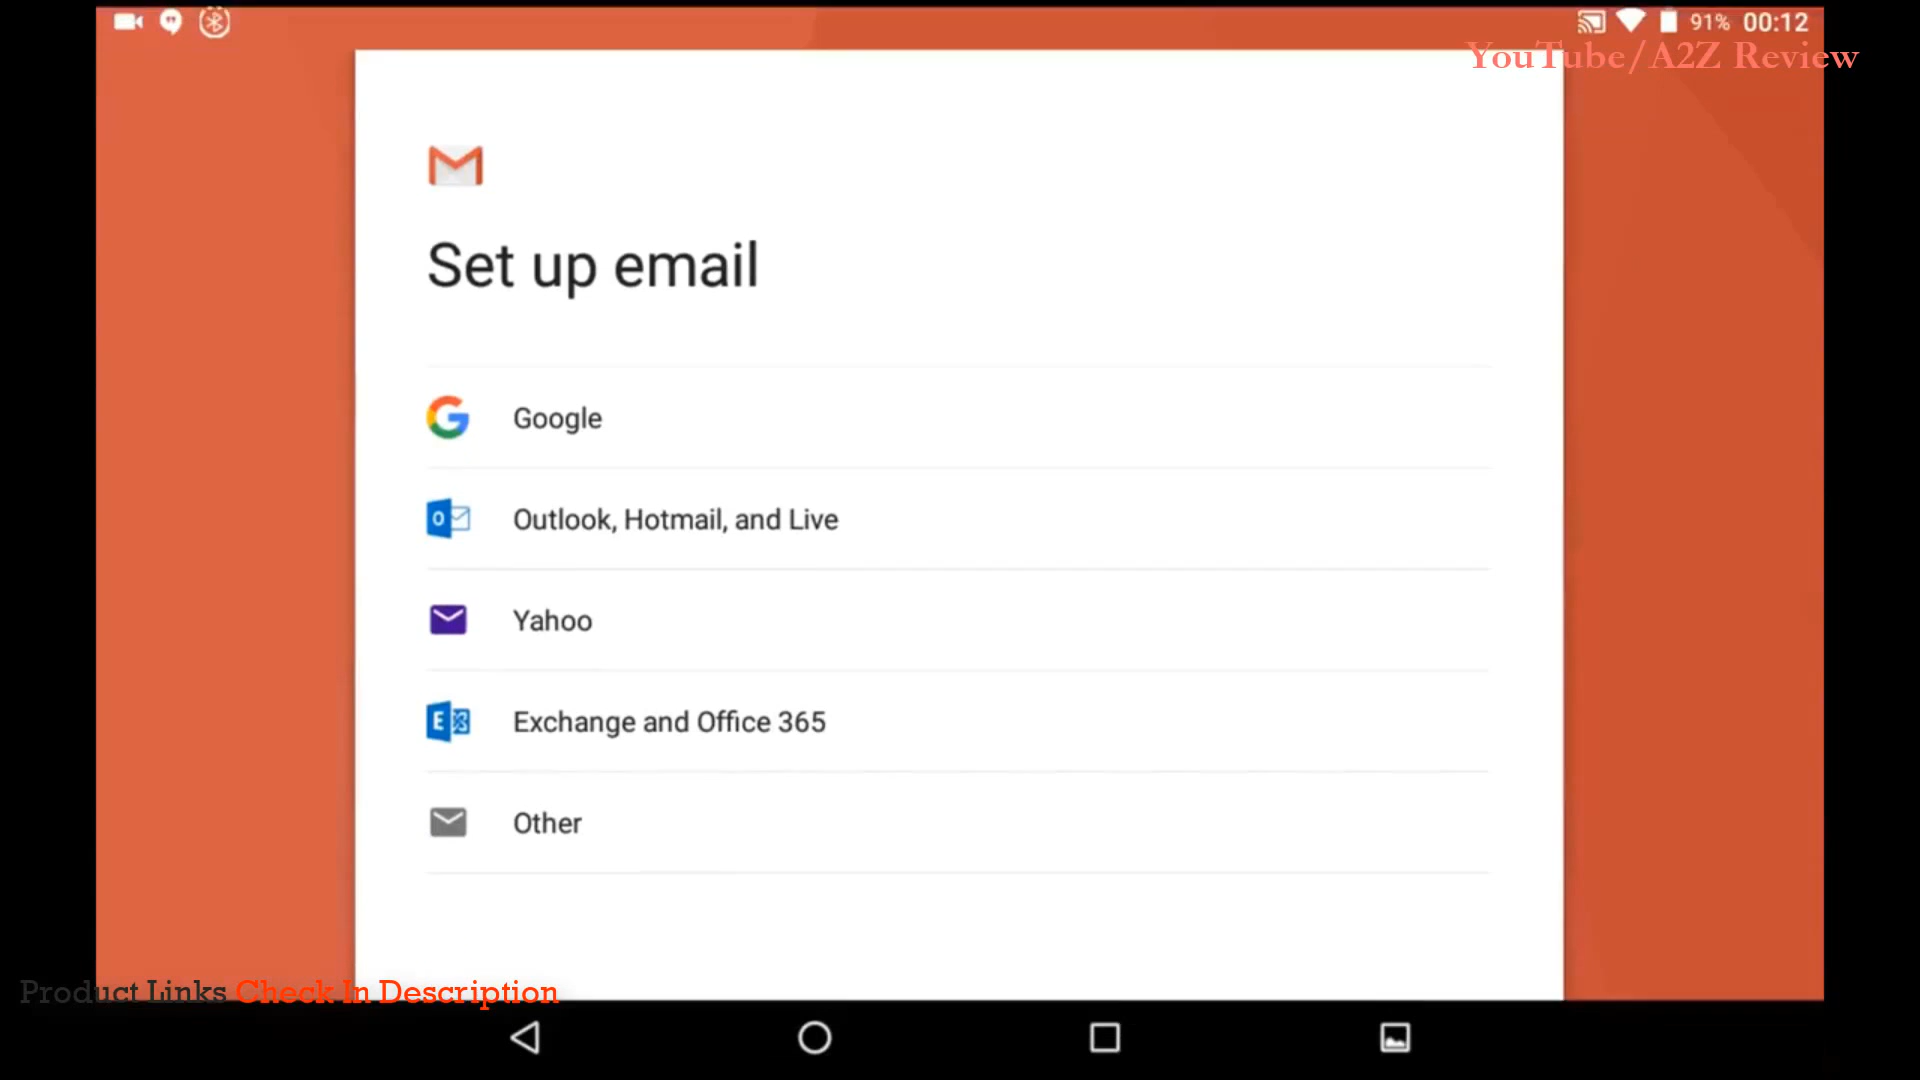 91% 00:12
YouTube/A2Z Review
Set up email
Google
Outlook, Hotmail, and Live
Yahoo
Exchange and Office 365
Other
Product Links Check In Description